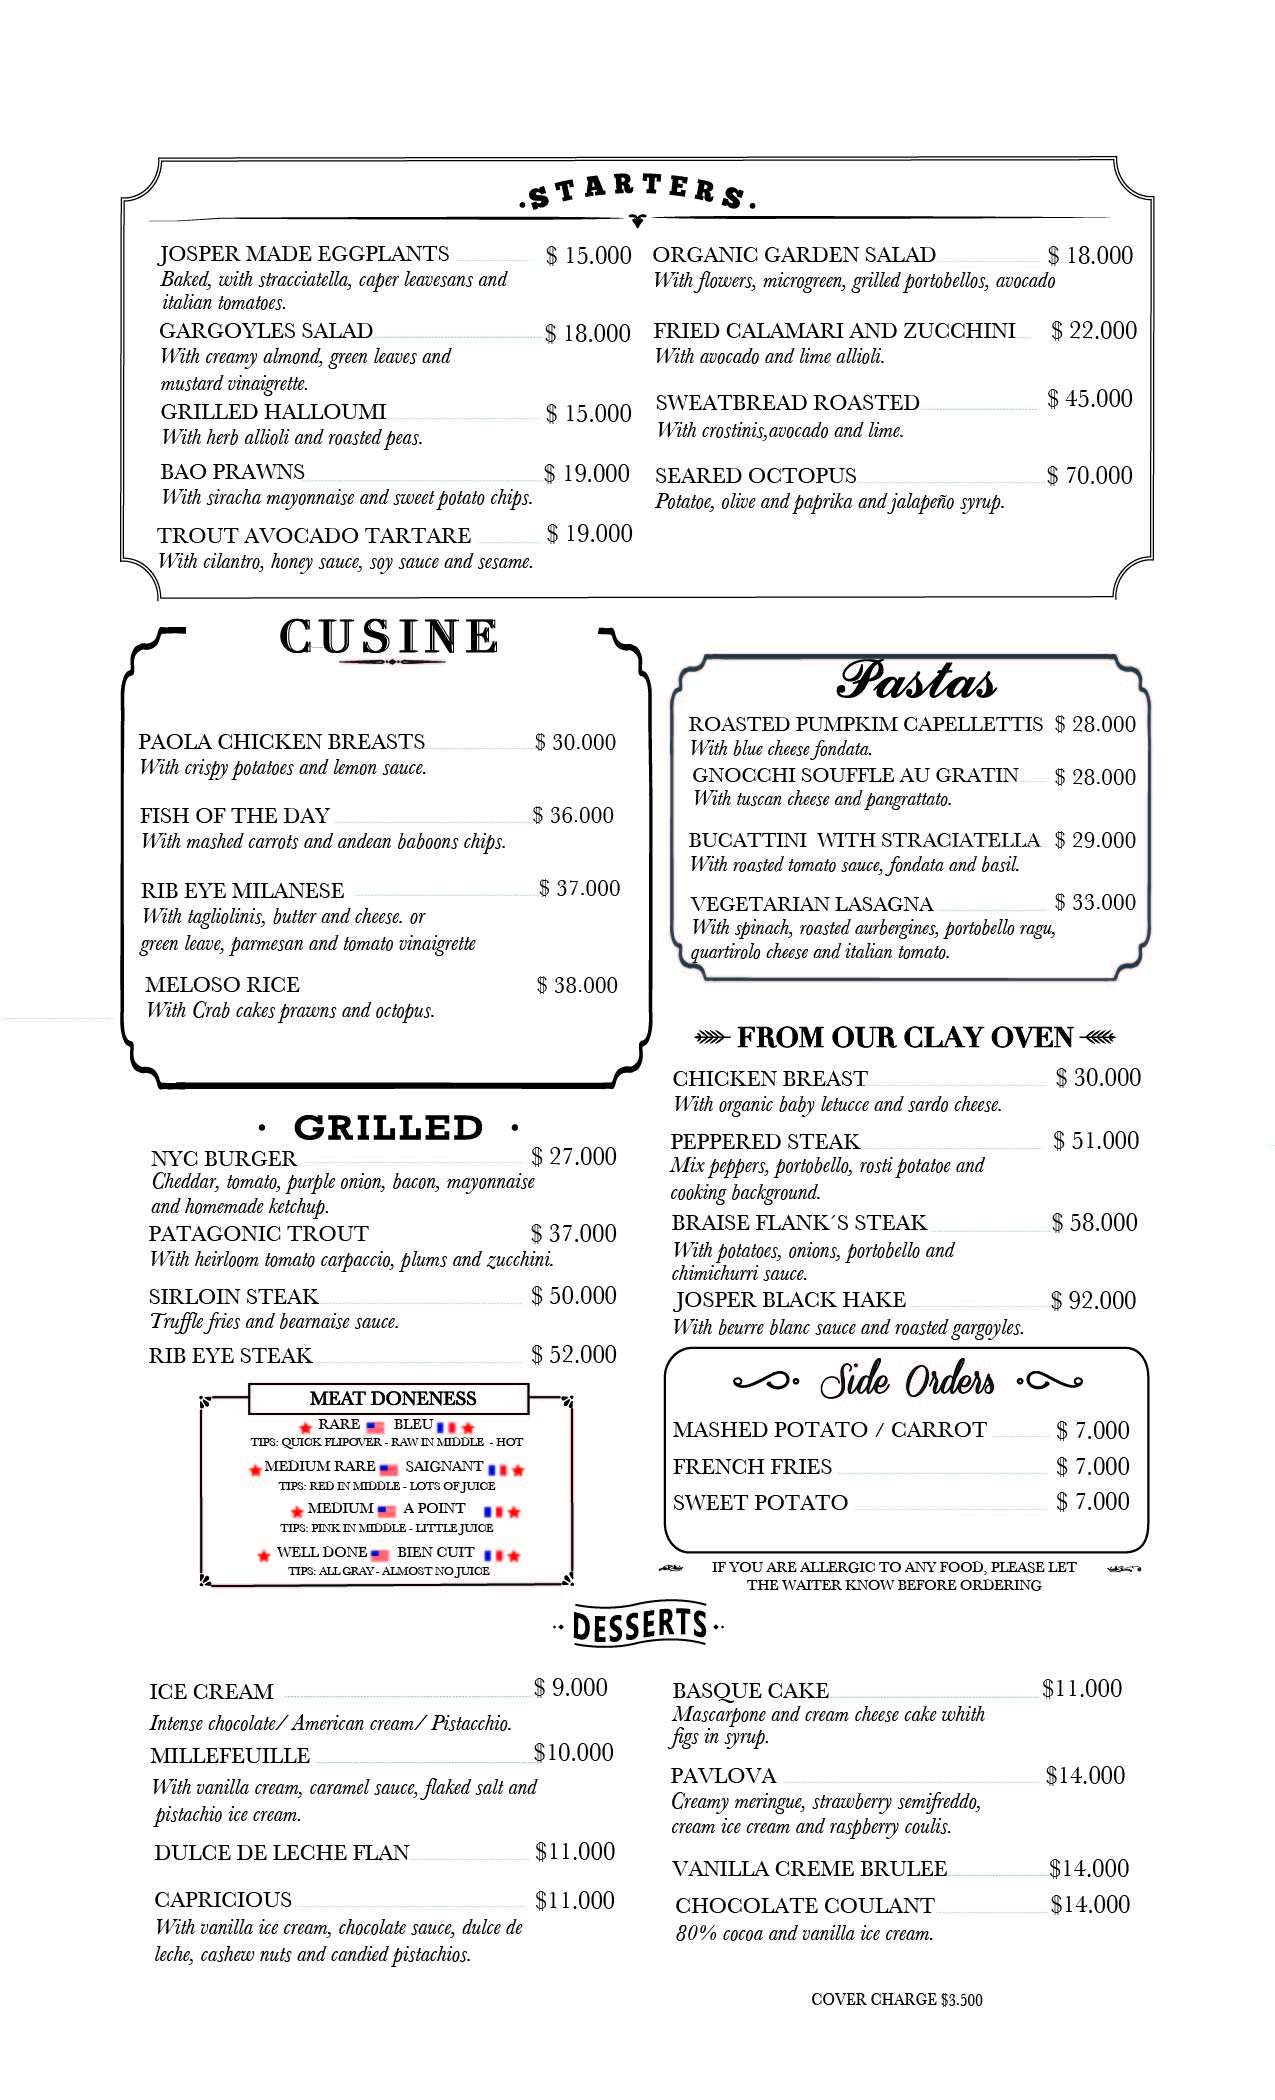 ·STARTERS·
JOSPER MADE EGGPLANTS $ 15.000
Baked, with stracciatella, caper leavesans and
italian tomatoes.
GARGOYLES SALAD $ 18.000
With creamy almond, green leaves and
mustard vinaigrette.
GRILLED HALLOUMI $ 15.000
With herb allioli and roasted peas.
BAO PRAWNS $ 19.000
With siracha mayonnaise and sweet potato chips.
TROUT AVOCADO TARTARE $ 19.000
With cilantro, honey sauce, soy sauce and sesame.
ORGANIC GARDEN SALAD $ 18.000
With flowers, microgreen, grilled portobellos, avocado
FRIED CALAMARI AND ZUCCHINI $ 22.000
With avocado and lime allioli.
SWEATBREAD ROASTED $ 45.000
With crostinis,avocado and lime.
SEARED OCTOPUS $ 70.000
Potatoe, olive and paprika and jalapeño syrup.
CUSINE
PAOLA CHICKEN BREASTS $ 30.000
With crispy potatoes and lemon sauce.
FISH OF THE DAY $ 36.000
With mashed carrots and andean baboons chips.
RIB EYE MILANESE $ 37.000
With tagliolinis, butter and cheese. or
green leave, parmesan and tomato vinaigrette
MELOSO RICE $ 38.000
With Crab cakes prawns and octopus.
Pastas
ROASTED PUMPKIM CAPELLETTIS $ 28.000
With blue cheese fondata.
GNOCCHI SOUFFLE AU GRATIN $ 28.000
With tuscan cheese and pangrattato.
BUCATTINI WITH STRACIATELLA $ 29.000
With roasted tomato sauce, fondata and basil.
VEGETARIAN LASAGNA $ 33.000
With spinach, roasted aurbergines, portobello ragu,
quartirolo cheese and italian tomato.
· GRILLED ·
NYC BURGER $ 27.000
Cheddar, tomato, purple onion, bacon, mayonnaise
and homemade ketchup.
PATAGONIC TROUT $ 37.000
With heirloom tomato carpaccio, plums and zucchini.
SIRLOIN STEAK $ 50.000
Truffle fries and bearnaise sauce.
RIB EYE STEAK $ 52.000
MEAT DONENESS
RARE BLEU
TIPS: QUICK FLIPOVER - RAW IN MIDDLE - HOT
MEDIUM RARE SAIGNANT
TIPS: RED IN MIDDLE - LOTS OF JUICE
MEDIUM A POINT
TIPS: PINK IN MIDDLE - LITTLE JUICE
WELL DONE BIEN CUIT
TIPS: ALL GRAY - ALMOST NO JUICE
FROM OUR CLAY OVEN
CHICKEN BREAST $ 30.000
With organic baby letucce and sardo cheese.
PEPPERED STEAK $ 51.000
Mix peppers, portobello, rosti potatoe and
cooking background.
BRAISE FLANK´S STEAK $ 58.000
With potatoes, onions, portobello and
chimichurri sauce.
JOSPER BLACK HAKE $ 92.000
With beurre blanc sauce and roasted gargoyles.
Side Orders
MASHED POTATO / CARROT $ 7.000
FRENCH FRIES $ 7.000
SWEET POTATO $ 7.000
IF YOU ARE ALLERGIC TO ANY FOOD, PLEASE LET
THE WAITER KNOW BEFORE ORDERING
DESSERTS
ICE CREAM $ 9.000
Intense chocolate/ American cream/ Pistacchio.
MILLEFEUILLE $10.000
With vanilla cream, caramel sauce, flaked salt and
pistachio ice cream.
DULCE DE LECHE FLAN $11.000
CAPRICIOUS $11.000
With vanilla ice cream, chocolate sauce, dulce de
leche, cashew nuts and candied pistachios.
BASQUE CAKE $11.000
Mascarpone and cream cheese cake whith
figs in syrup.
PAVLOVA $14.000
Creamy meringue, strawberry semifreddo,
cream ice cream and raspberry coulis.
VANILLA CREME BRULEE $14.000
CHOCOLATE COULANT $14.000
80% cocoa and vanilla ice cream.
COVER CHARGE $3.500